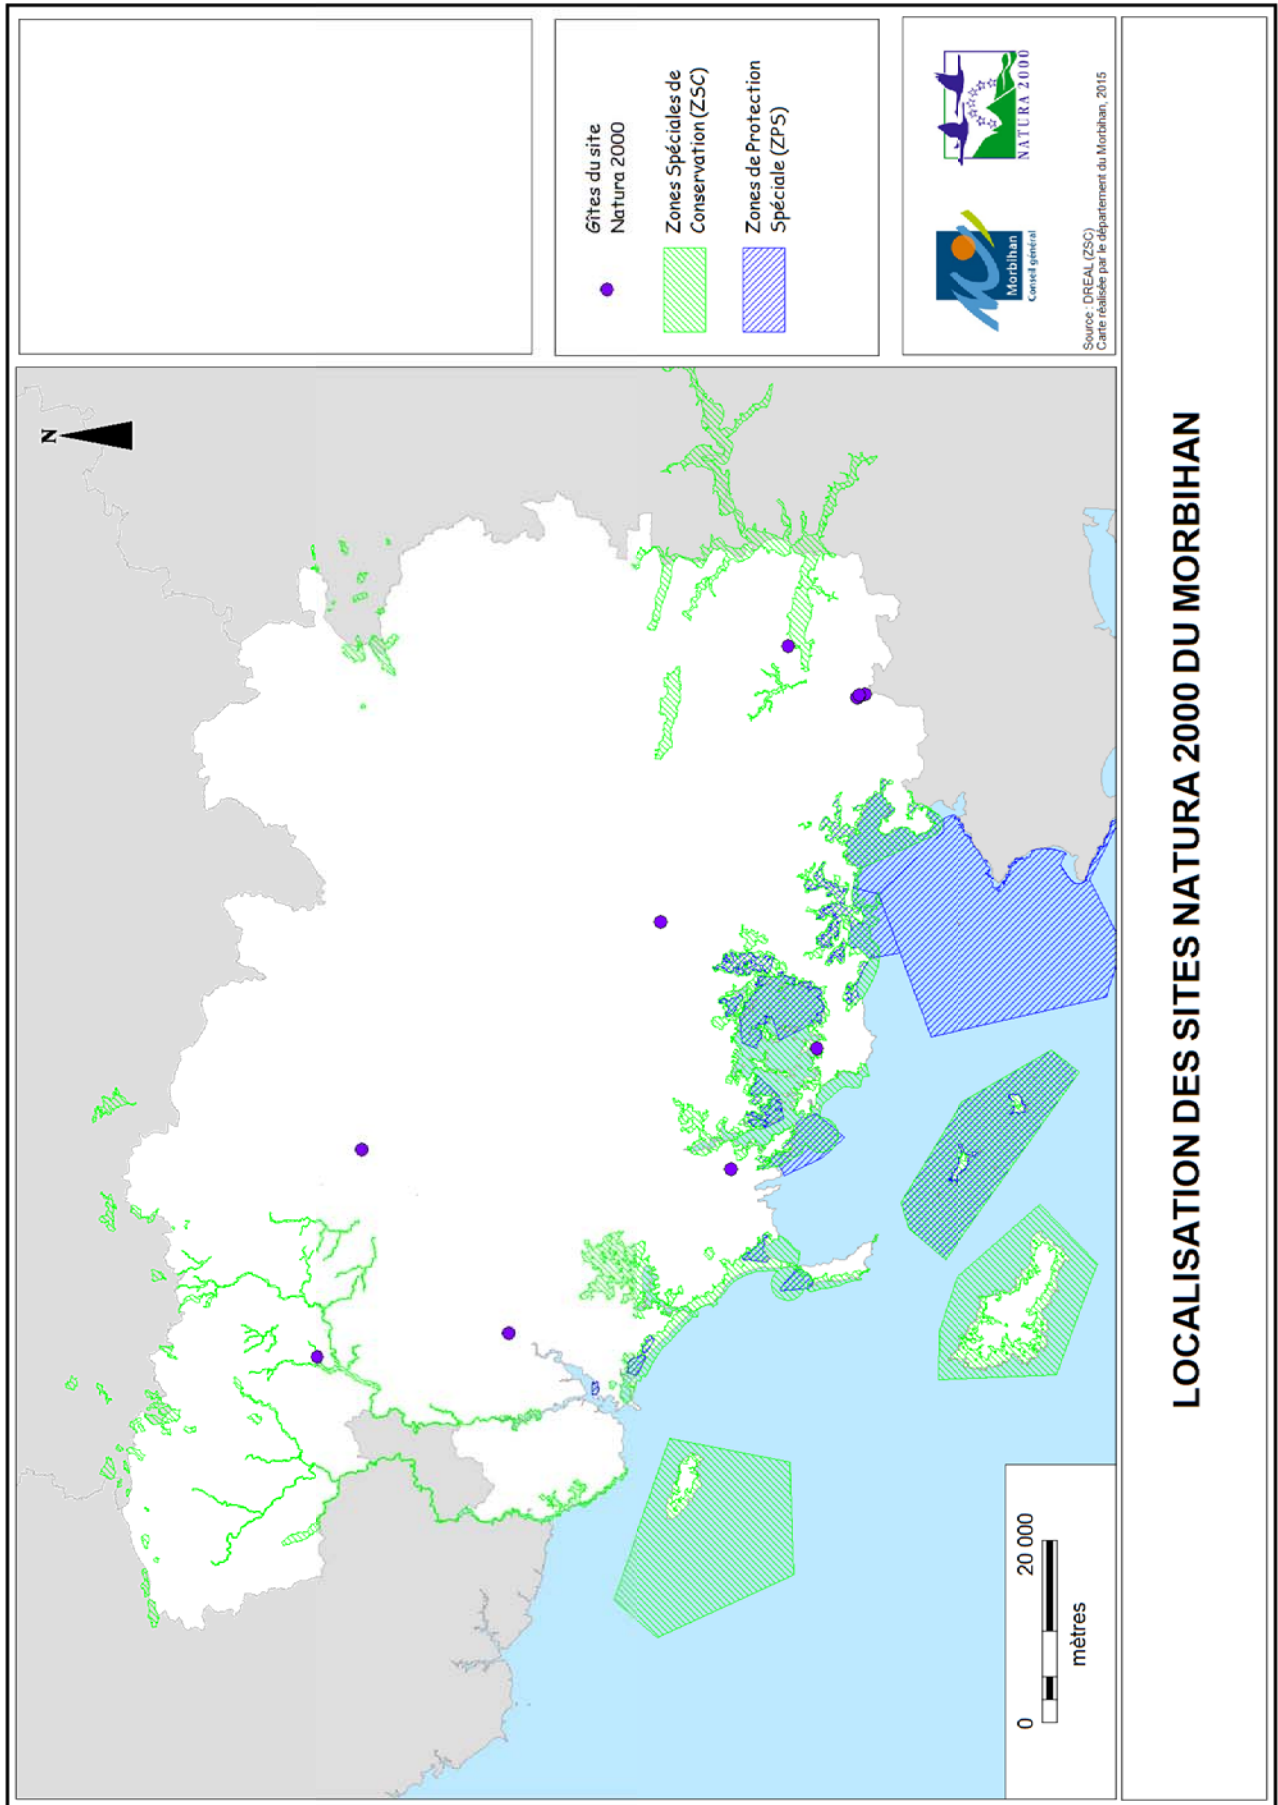 N
Gîtes du site
Natura 2000
Zones Spéciales de
Conservation (ZSC)
Zones de Protection
Spéciale (ZPS)
Morbihan
Conseil général
NATURA 2000
Source : DREAL (ZSC)
Carte réalisée par le département du Morbihan, 2015
0
20 000
mètres
LOCALISATION DES SITES NATURA 2000 DU MORBIHAN